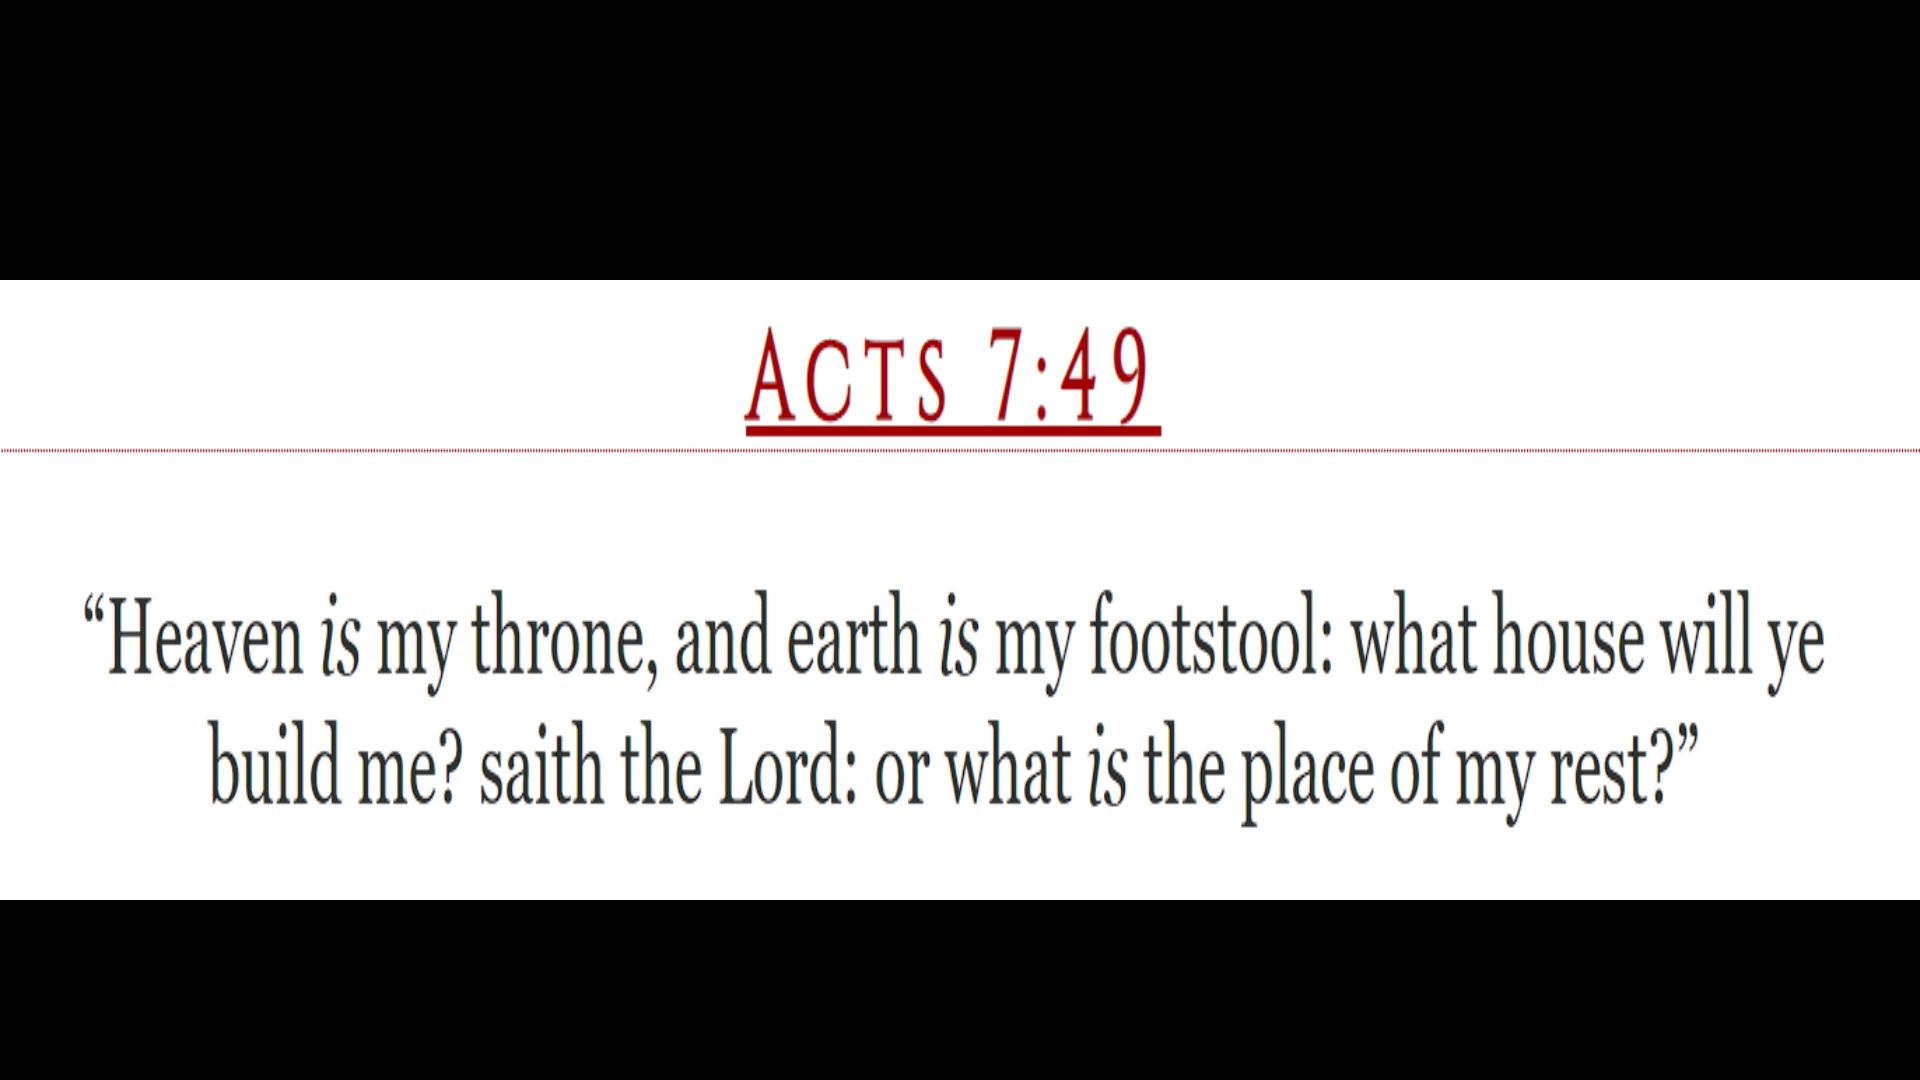 ACTS 7:49
“Heaven is my throne, and earth is my footstool: what house will ye
build me? saith the Lord: or what is the place of my rest?”